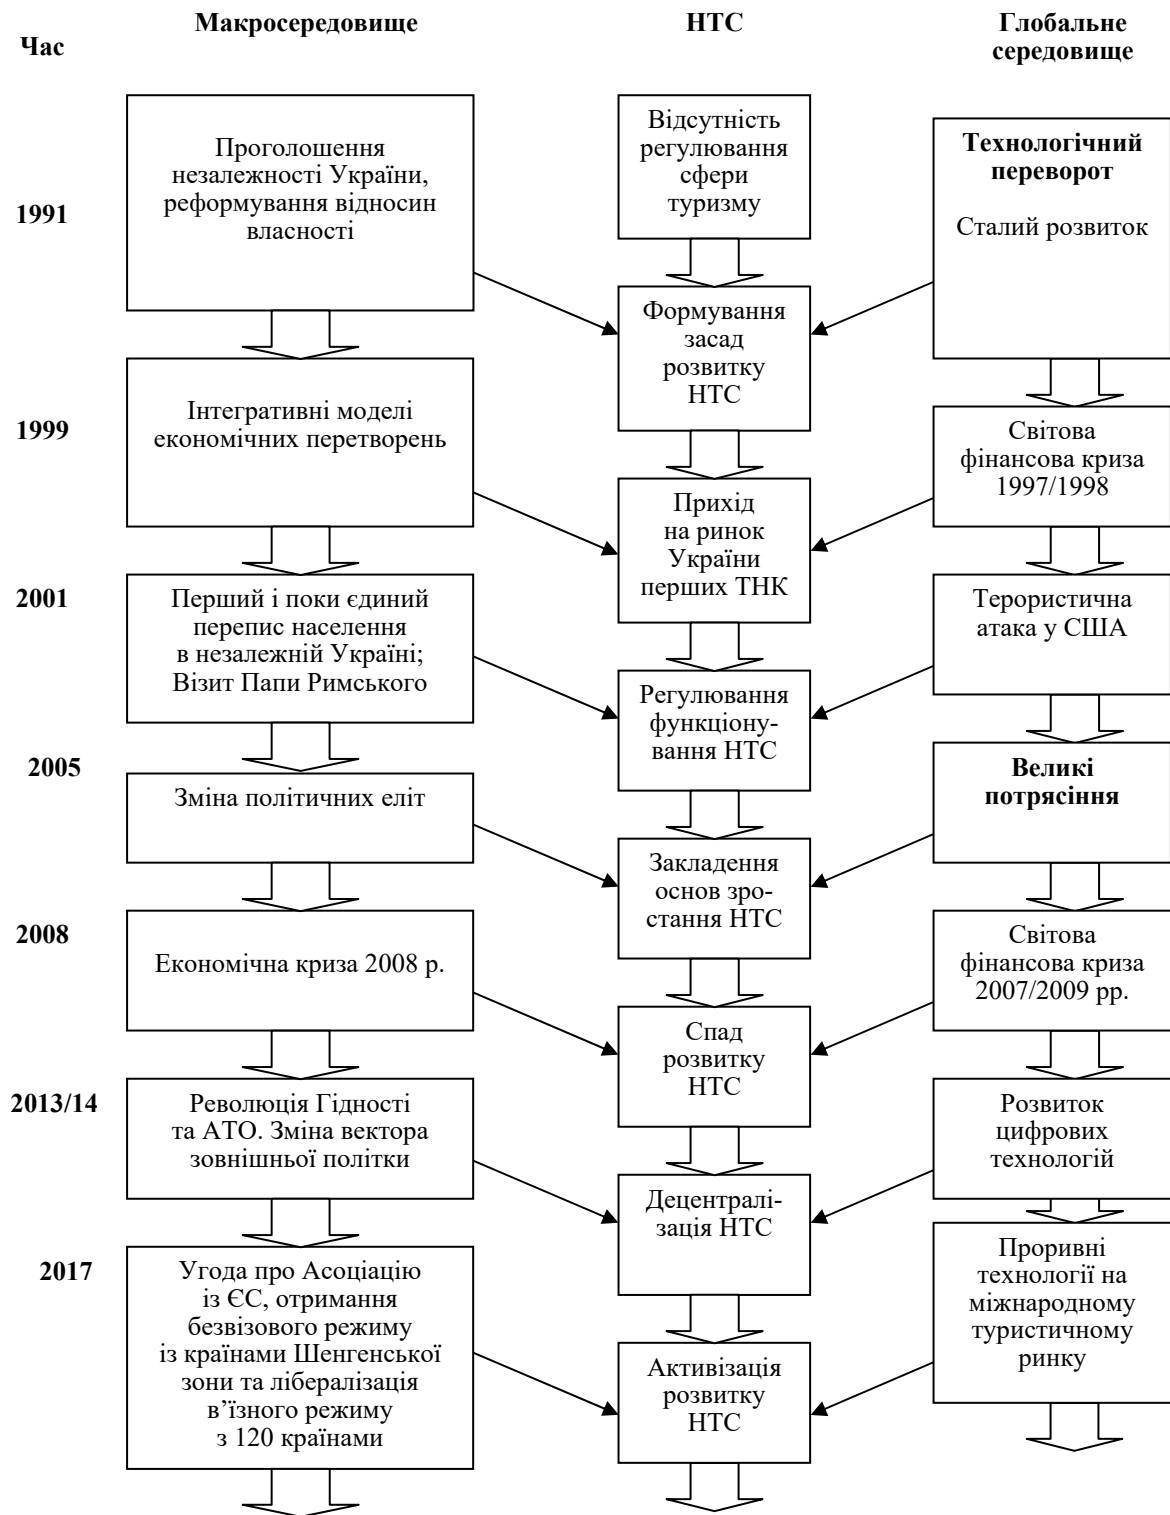 Час
Макросередовище
НТС
Глобальне
середовище
1991
Проголошення
незалежності України,
реформування відносин
власності
Відсутність
регулювання
сфери
туризму
Технологічний
переворот
Сталий розвиток
Формування
засад
розвитку
НТС
1999
Інтегративні моделі
економічних перетворень
Світова
фінансова криза
1997/1998
Прихід
на ринок
України
перших ТНК
2001
Перший і поки єдиний
перепис населення
в незалежній Україні;
Візит Папи Римського
Терористична
атака у США
Регулювання
функціону-
вання НТС
2005
Зміна політичних еліт
Великі
потрясіння
Закладення
основ зро-
стання НТС
2008
Економічна криза 2008 р.
Світова
фінансова криза
2007/2009 рр.
Спад
розвитку
НТС
2013/14
Революція Гідності
та АТО. Зміна вектора
зовнішньої політки
Розвиток
цифрових
технологій
Децентралі-
зація НТС
2017
Угода про Асоціацію
із ЄС, отримання
безвізового режиму
із країнами Шенгенської
зони та лібералізація
в’їзного режиму
з 120 країнами
Проривні
технології на
міжнародному
туристичному
ринку
Активізація
розвитку
НТС